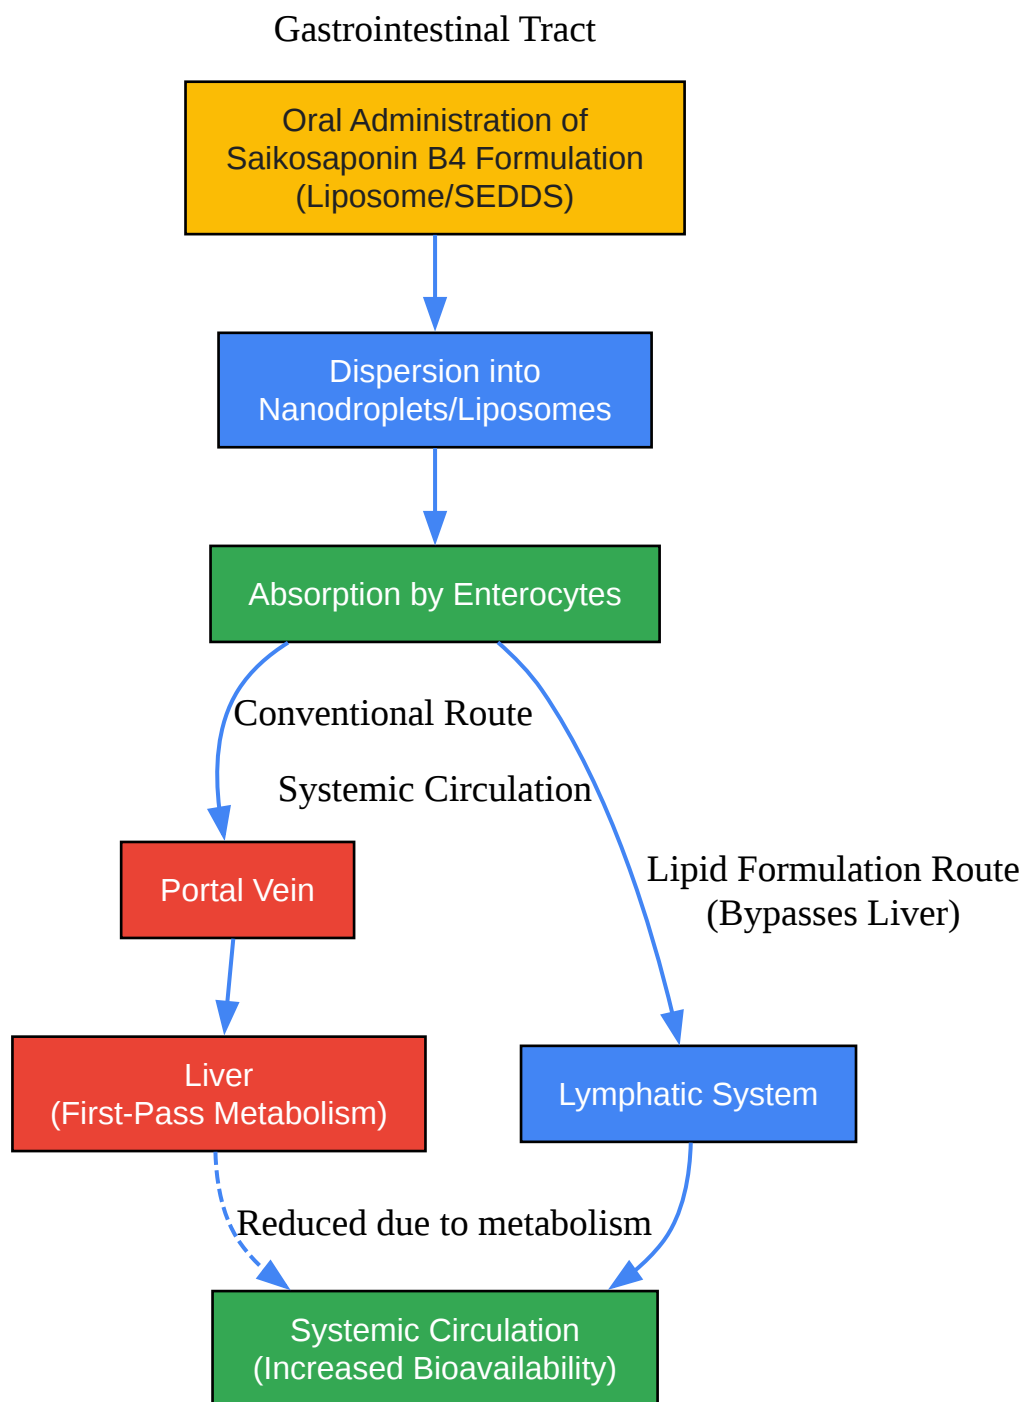 Gastrointestinal Tract
Oral Administration of
Saikosaponin B4 Formulation
(Liposome/SEDDS)
Dispersion into
Nanodroplets/Liposomes
Absorption by Enterocytes
Conventional Route
Systemic Circulation
Lipid Formulation Route
(Bypasses Liver)
Portal Vein
Liver
(First-Pass Metabolism)
Lymphatic System
Reduced due to metabolism
Systemic Circulation
(Increased Bioavailability)